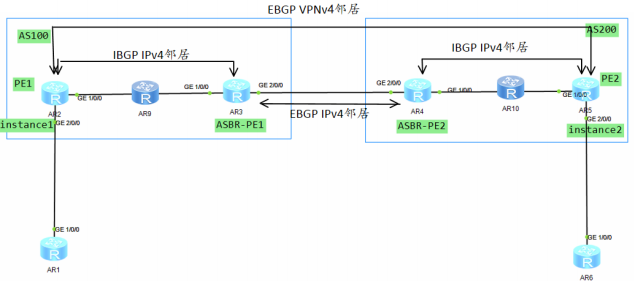 EBGP VPNv4邻居
AS100
AS200
IBGP IPv4邻居
IBGP IPv4邻居
PE1
PE2
GE 2/0/0
GE 2/0/0
GE 1/0/0
GE 1/0/0
GE 1/0/0
GE 1/0/0
AR2
AR9
AR3
AR4
AR10
AR5
EBGP IPv4邻居
instance1
GE 2/0/0
ASBR-PE1
ASBR-PE2
GE 2/0/0
instance2
GE 1/0/0
GE 1/0/0
AR1
AR6